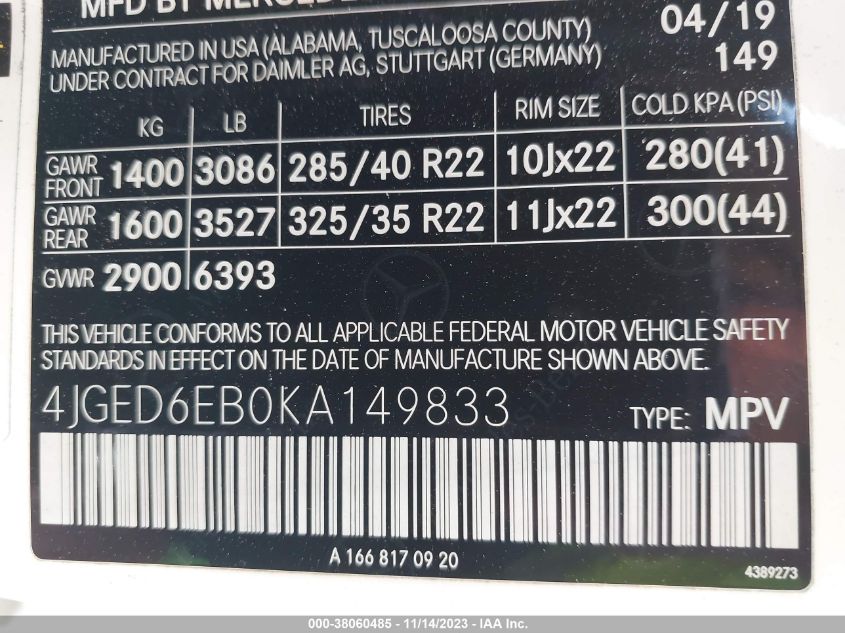 MFD BY MERCEDE
04/19
MANUFACTURED IN USA (ALABAMA, TUSCALOOSA COUNTY)
149
UNDER CONTRACT FOR DAIMLER AG, STUTTGART (GERMANY)
KG LB TIRES RIM SIZE COLD KPA (PSI)
GAWR FRONT 1400 3086 285/40 R22 10Jx22 280(41)
GAWR REAR 1600 3527 325/35 R22 11Jx22 300(44)
GVWR 2900 6393
THIS VEHICLE CONFORMS TO ALL APPLICABLE FEDERAL MOTOR VEHICLE SAFETY
STANDARDS IN EFFECT ON THE DATE OF MANUFACTURE SHOWN ABOVE.
4JGED6EB0KA149833 TYPE: MPV
A 166 817 09 20
4389273
000-38060485 - 11/14/2023 - IAA Inc.